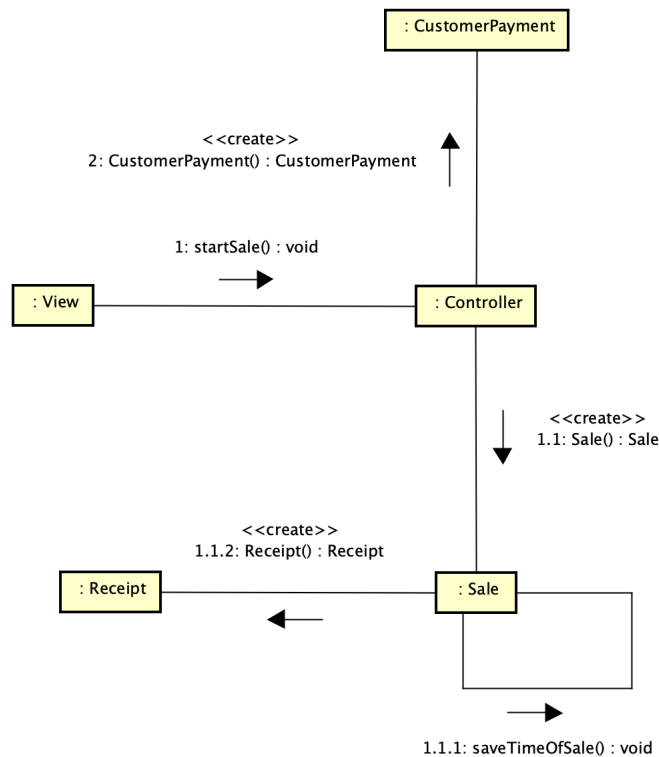 : CustomerPayment
<<create>>
2: CustomerPayment() : CustomerPayment
1: startSale() : void
: View
: Controller
<<create>>
1.1: Sale() : Sale
<<create>>
1.1.2: Receipt() : Receipt
: Receipt
: Sale
1.1.1: saveTimeOfSale() : void